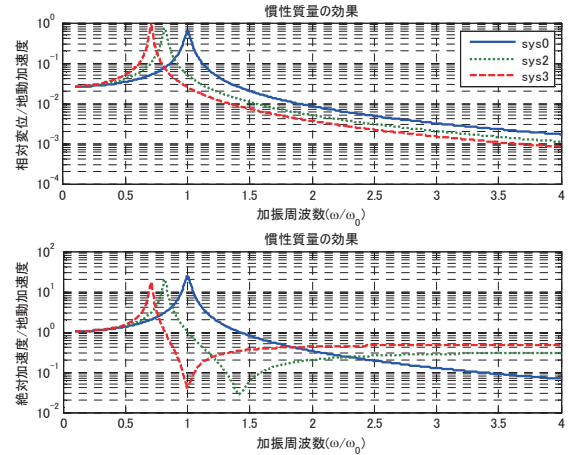 慣性質量の効果
相対変位/地動加速度
10^0
10^-1
10^-2
10^-3
10^-4
sys0
sys2
sys3
0 0.5 1 1.5 2 2.5 3 3.5 4
加振周波数(ω/ω_0)
慣性質量の効果
絶対加速度/地動加速度
10^2
10^1
10^0
10^-1
10^-2
0 0.5 1 1.5 2 2.5 3 3.5 4
加振周波数(ω/ω_0)